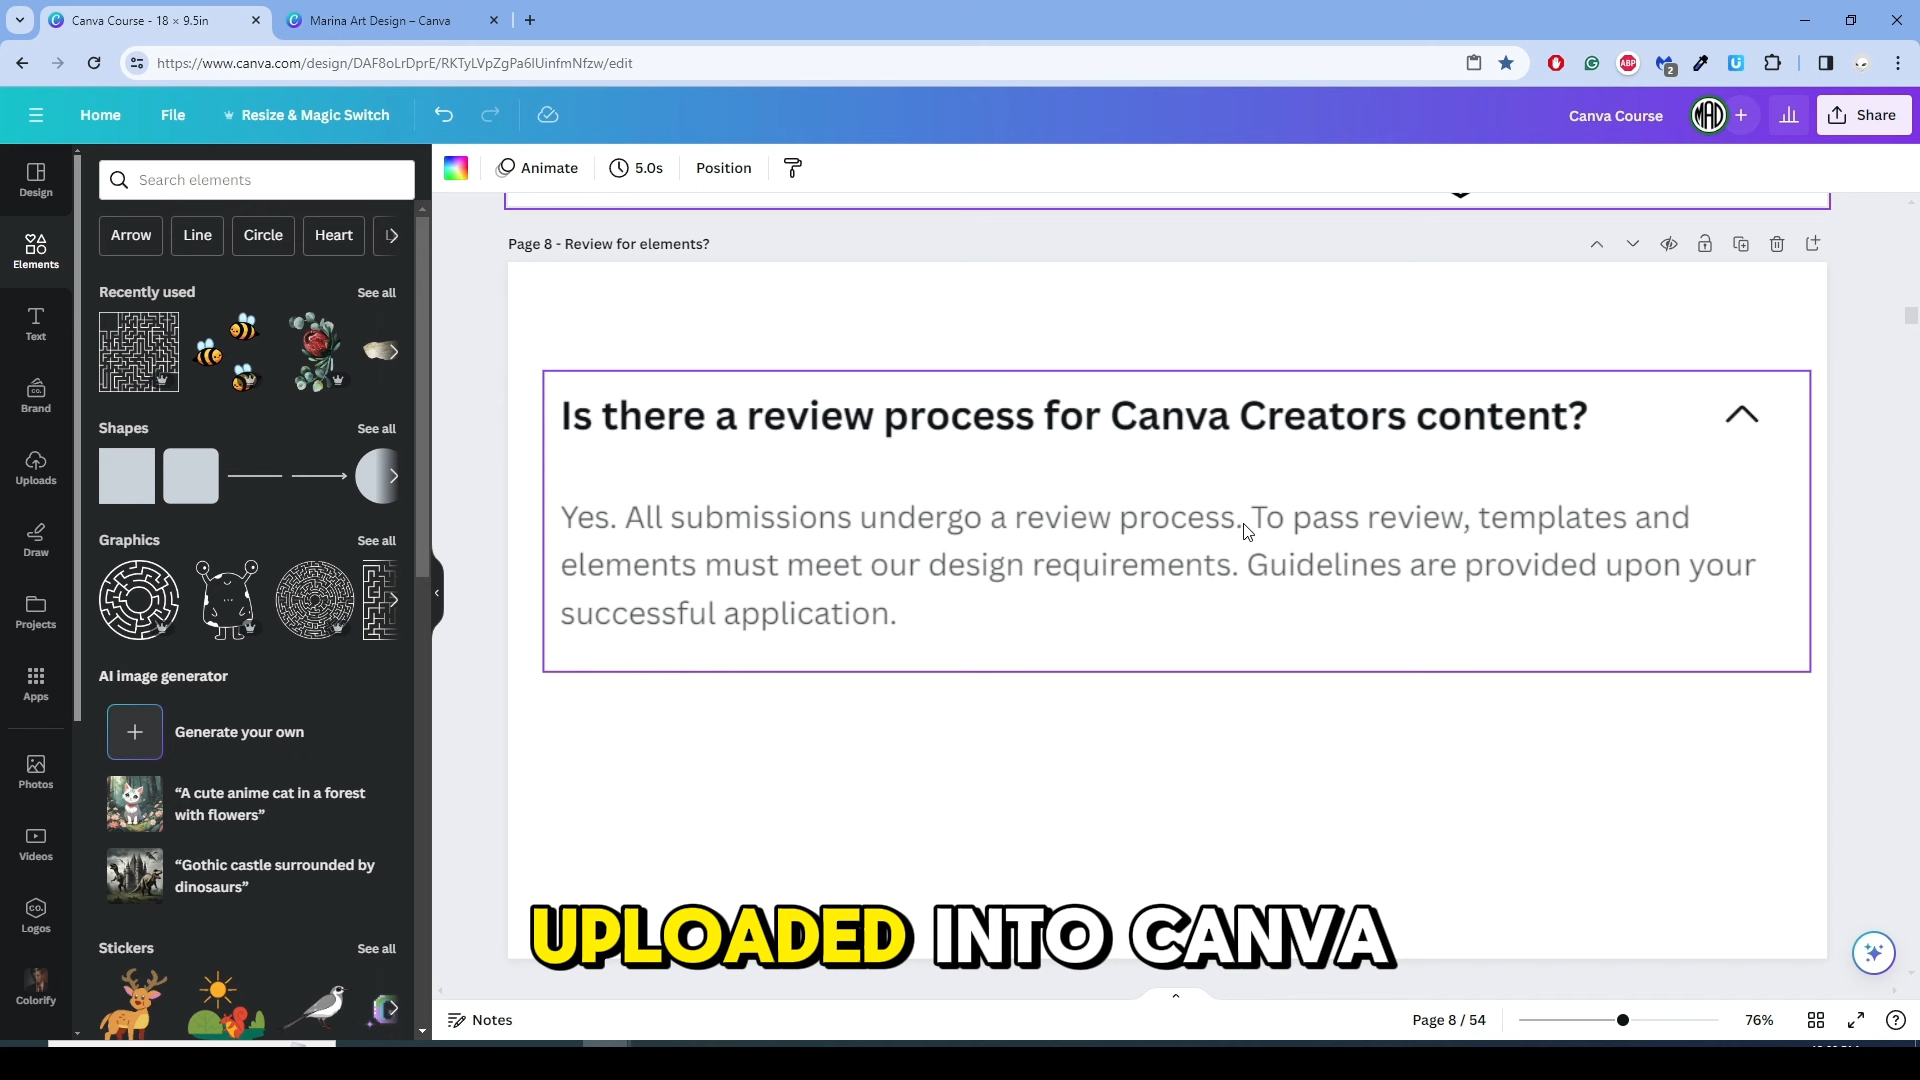 Canva Course - 18 × 9.5in
Marina Art Design – Canva
https://www.canva.com/design/DAF8oLrDprE/RKTyLVpZgPa6IUinfmNfzw/edit
ABP
2
Home
File
Resize & Magic Switch
Canva Course
MAD
Share
Design
Elements
Text
Brand
Uploads
Draw
Projects
Apps
Photos
Videos
Logos
Colorify
Search elements
Arrow
Line
Circle
Heart
Recently used
See all
Shapes
See all
Graphics
See all
AI image generator
Generate your own
“A cute anime cat in a forest
with flowers”
“Gothic castle surrounded by
dinosaurs”
Stickers
See all
Animate
5.0s
Position
Page 8 - Review for elements?
Is there a review process for Canva Creators content?
Yes. All submissions undergo a review process. To pass review, templates and
elements must meet our design requirements. Guidelines are provided upon your
successful application.
UPLOADED INTO CANVA
Notes
Page 8 / 54
76%